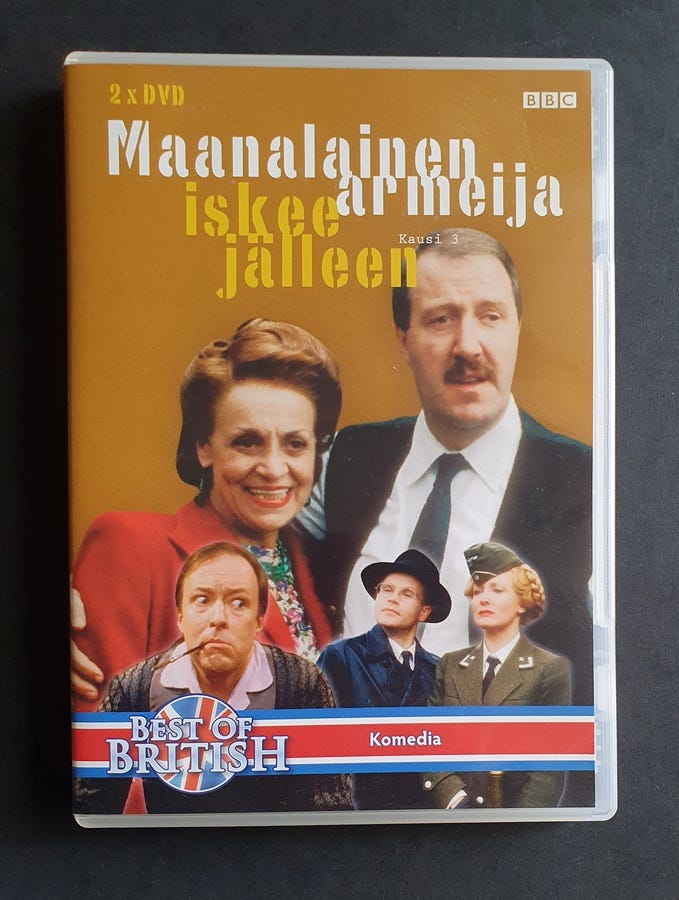 2 x DVD
BBC
Maanalainen
armeija
iskee
jälleen
Kausi 3
BEST OF
BRITISH
Komedia